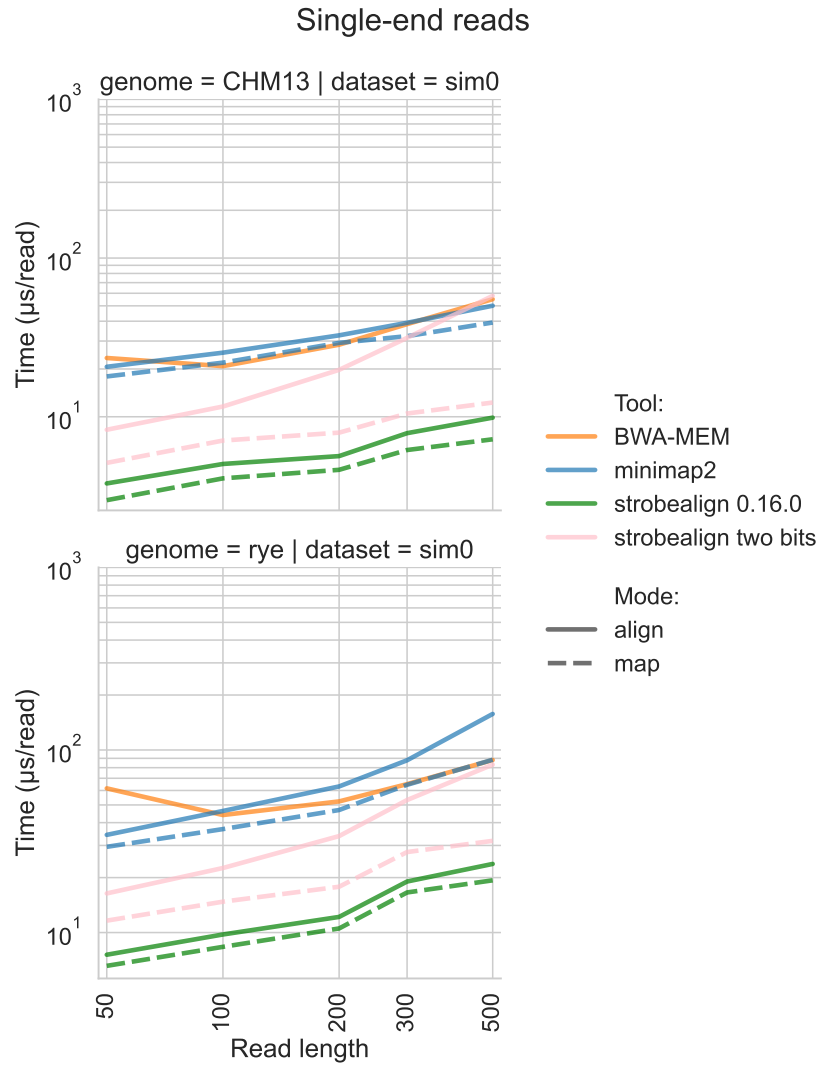 Single-end reads
genome = CHM13 | dataset = sim0
10³
10²
10¹
Time (µs/read)
Tool:
BWA-MEM
minimap2
strobealign 0.16.0
strobealign two bits
Mode:
align
map
genome = rye | dataset = sim0
10³
10²
10¹
Time (µs/read)
50
100
200
300
500
Read length